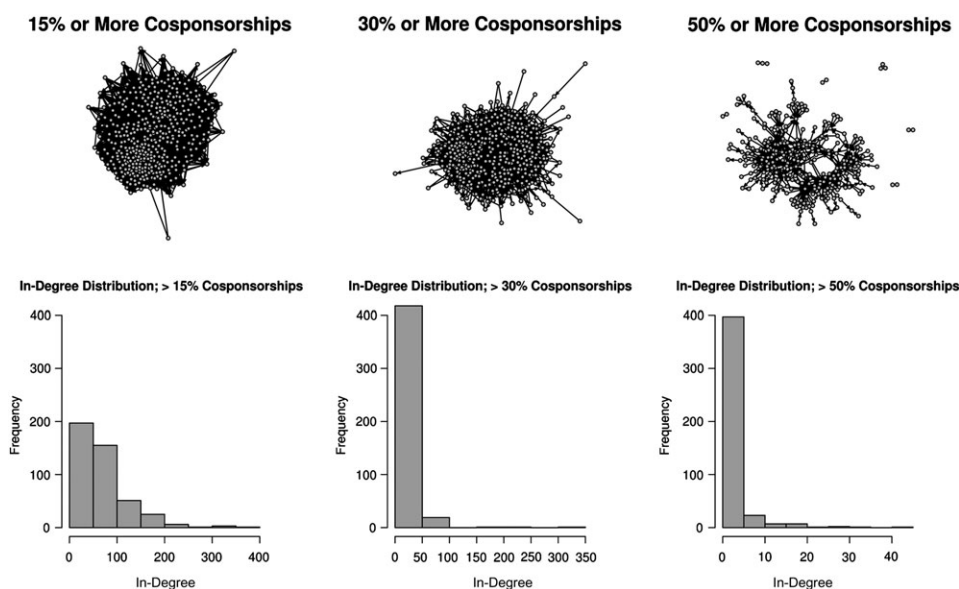 15% or More Cosponsorships
30% or More Cosponsorships
50% or More Cosponsorships
In-Degree Distribution; > 15% Cosponsorships
In-Degree Distribution; > 30% Cosponsorships
In-Degree Distribution; > 50% Cosponsorships
Frequency
400
300
200
100
0
0 100 200 300 400
In-Degree
Frequency
400
300
200
100
0
0 50 100 150 200 250 300 350
In-Degree
Frequency
400
300
200
100
0
0 10 20 30 40
In-Degree